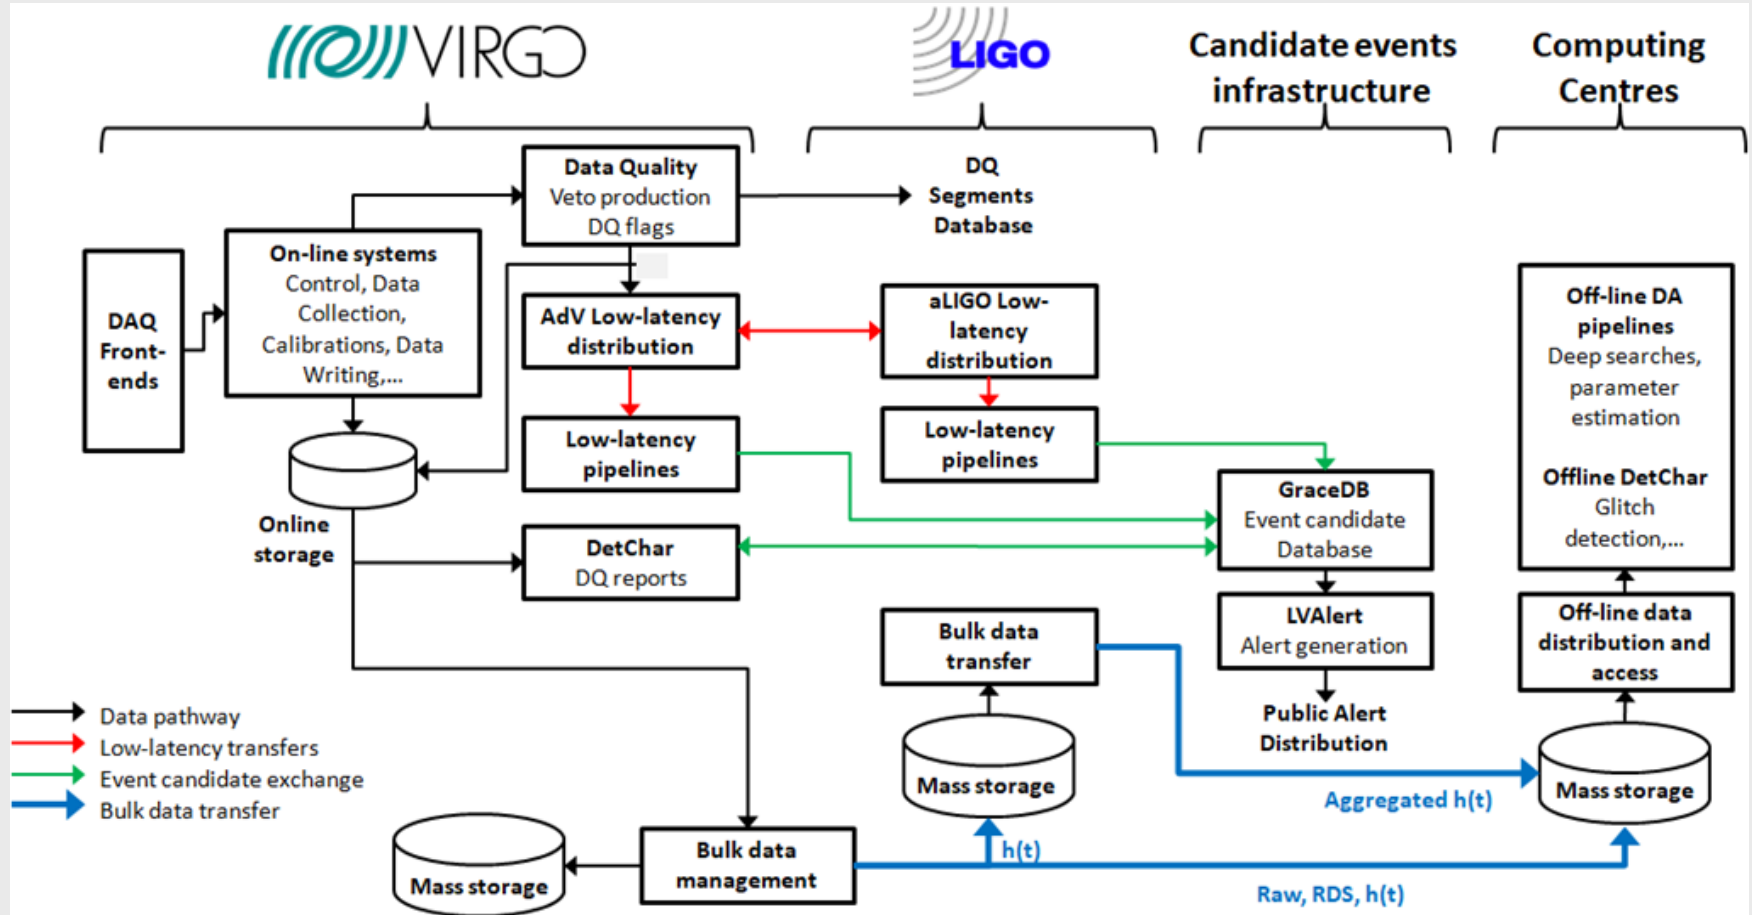 VIRGO
LIGO
Candidate events
infrastructure
Computing
Centres
Data Quality
Veto production
DQ flags
DQ
Segments
Database
On-line systems
Control, Data
Collection,
Calibrations, Data
Writing,...
DAQ
Front-
ends
AdV Low-latency
distribution
aLIGO Low-
latency
distribution
Off-line DA
pipelines
Deep searches,
parameter
estimation
Offline DetChar
Glitch
detection,...
Low-latency
pipelines
Low-latency
pipelines
GraceDB
Event candidate
Database
Online
storage
DetChar
DQ reports
LVAlert
Alert generation
Bulk data
transfer
Off-line data
distribution and
access
Public Alert
Distribution
Data pathway
Low-latency transfers
Event candidate exchange
Bulk data transfer
Mass storage
Mass storage
Aggregated h(t)
Mass storage
Bulk data
management
h(t)
Raw, RDS, h(t)